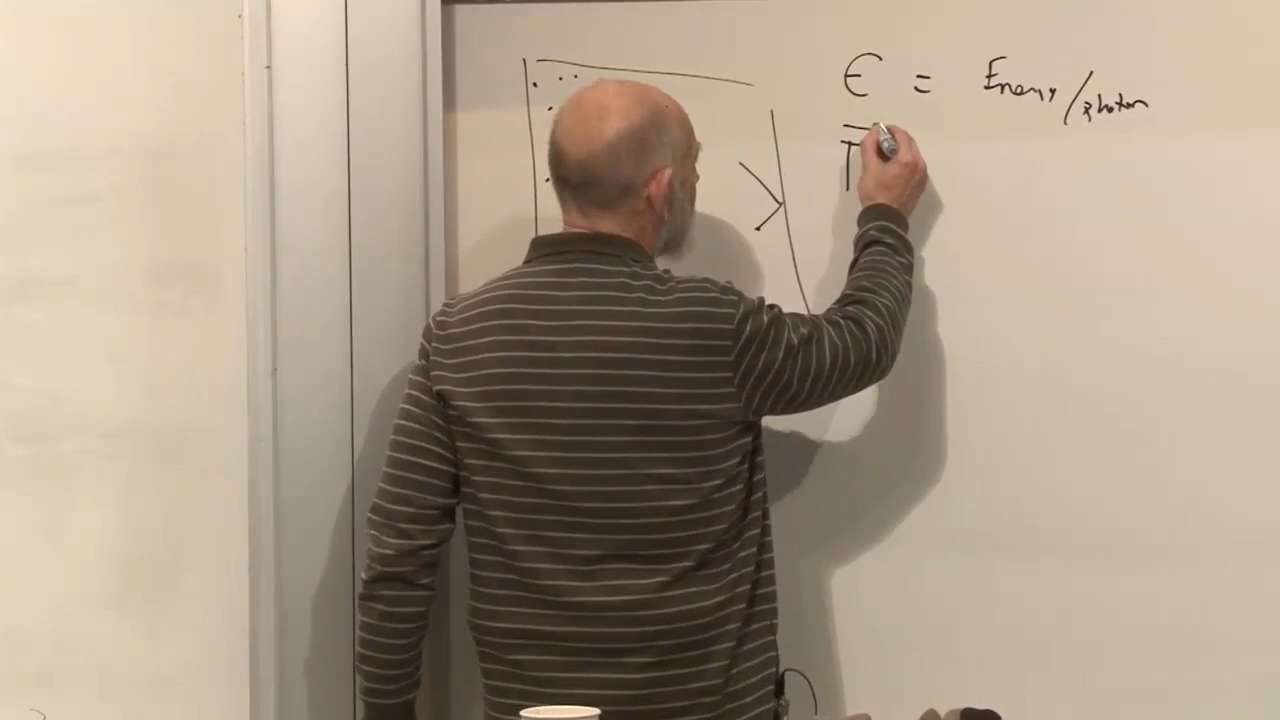 ϵ = Energy/photon
T